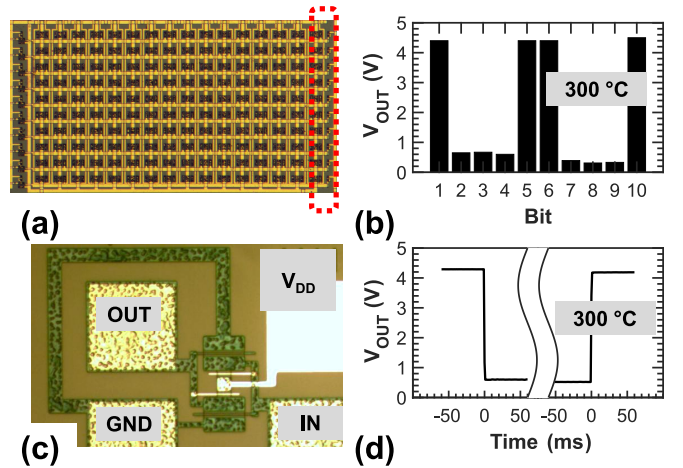 (a)
5
4
3
2
1
0
V_OUT (V)
300 °C
1 2 3 4 5 6 7 8 9 10
Bit
(b)
OUT
V_DD
GND
IN
(c)
5
4
3
2
1
0
V_OUT (V)
300 °C
-50 0 50 -50 0 50
Time (ms)
(d)